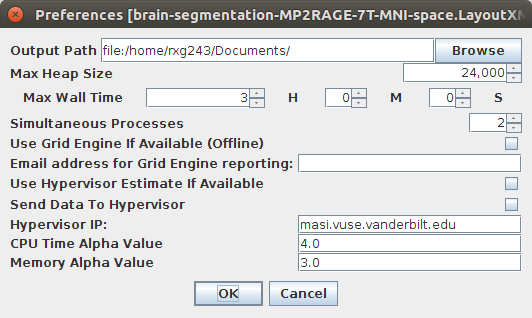 Preferences [brain-segmentation-MP2RAGE-7T-MNI-space.LayoutXM
Output Path file:/home/rxg243/Documents/ Browse
Max Heap Size 24,000
Max Wall Time 3 H 0 M 0 S
Simultaneous Processes 2
Use Grid Engine If Available (Offline)
Email address for Grid Engine reporting:
Use Hypervisor Estimate If Available
Send Data To Hypervisor
Hypervisor IP: masi.vuse.vanderbilt.edu
CPU Time Alpha Value 4.0
Memory Alpha Value 3.0
OK Cancel